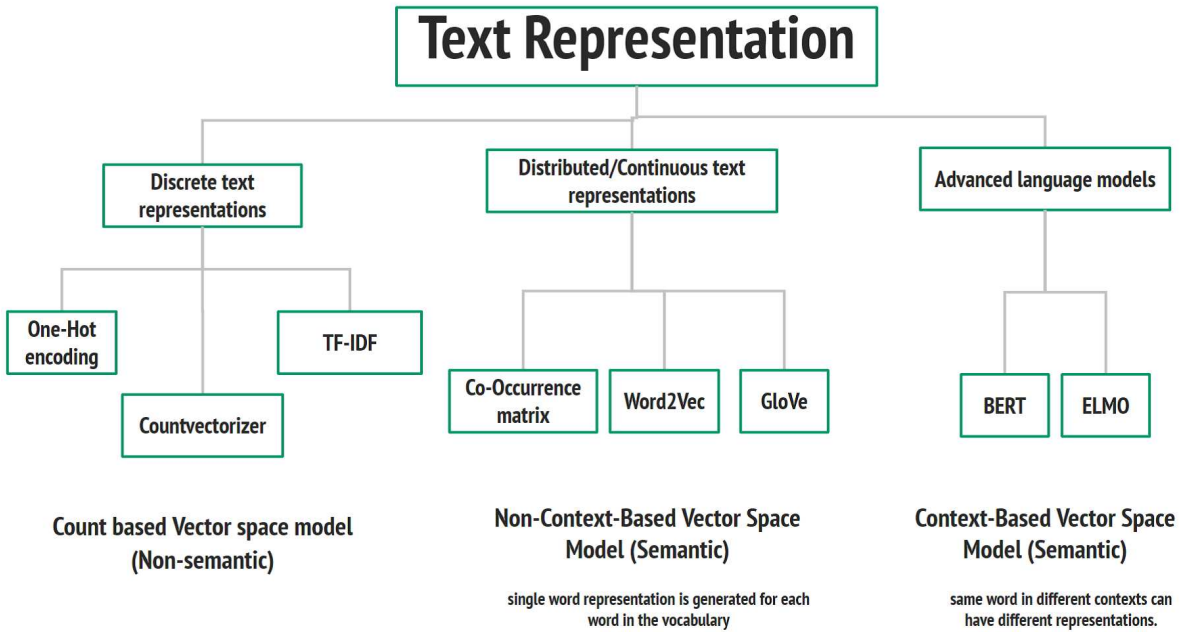 Text Representation
Discrete text
representations
Distributed/Continuous text
representations
Advanced language models
One-Hot
encoding
TF-IDF
Countvectorizer
Co-Occurrence
matrix
Word2Vec
GloVe
BERT
ELMO
Count based Vector space model
(Non-semantic)
Non-Context-Based Vector Space
Model (Semantic)
single word representation is generated for each
word in the vocabulary
Context-Based Vector Space
Model (Semantic)
same word in different contexts can
have different representations.